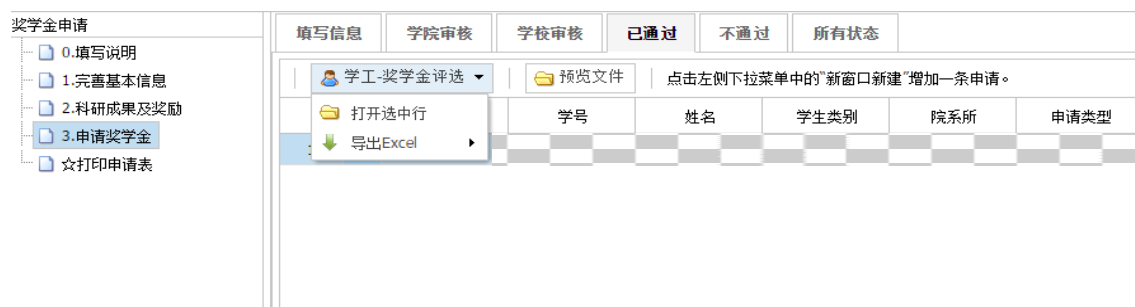 奖学金申请
0.填写说明
1.完善基本信息
2.科研成果及奖励
3.申请奖学金
☆打印申请表
填写信息 学院审核 学校审核 已通过 不通过 所有状态
学工-奖学金评选 预览文件 点击左侧下拉菜单中的"新窗口新建"增加一条申请。
打开选中行
导出Excel
学号 姓名 学生类别 院系所 申请类型